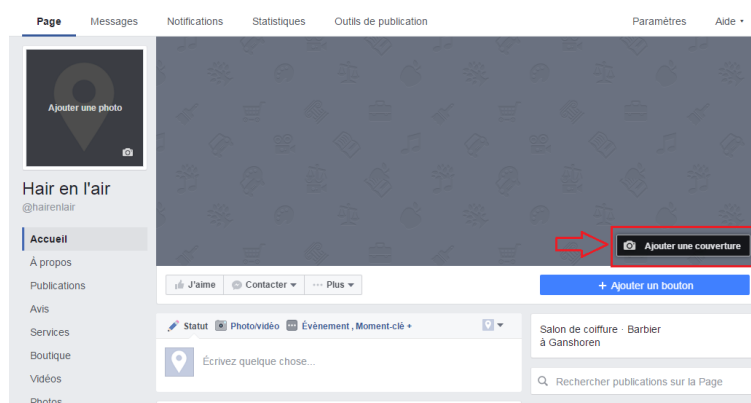 Page Messages Notifications Statistiques Outils de publication Paramètres Aide
Ajouter une photo
Hair en l'air
@hairenlair
Accueil
À propos
Publications
Avis
Services
Boutique
Vidéos
Photos
Ajouter une couverture
J'aime Contacter ··· Plus
+ Ajouter un bouton
Statut Photo/vidéo Évènement , Moment-clé +
Écrivez quelque chose...
Salon de coiffure · Barbier
à Ganshoren
Rechercher publications sur la Page